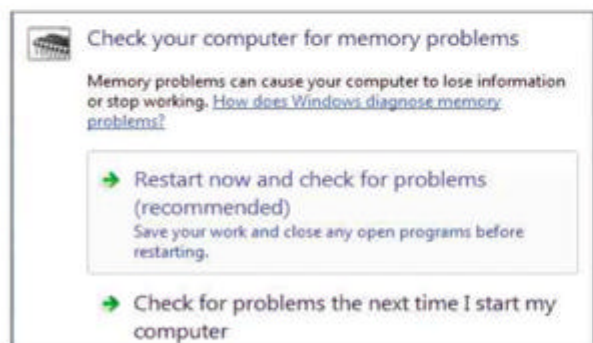 Check your computer for memory problems
Memory problems can cause your computer to lose information
or stop working. How does Windows diagnose memory
problems?
Restart now and check for problems
(recommended)
Save your work and close any open programs before
restarting.
Check for problems the next time I start my
computer